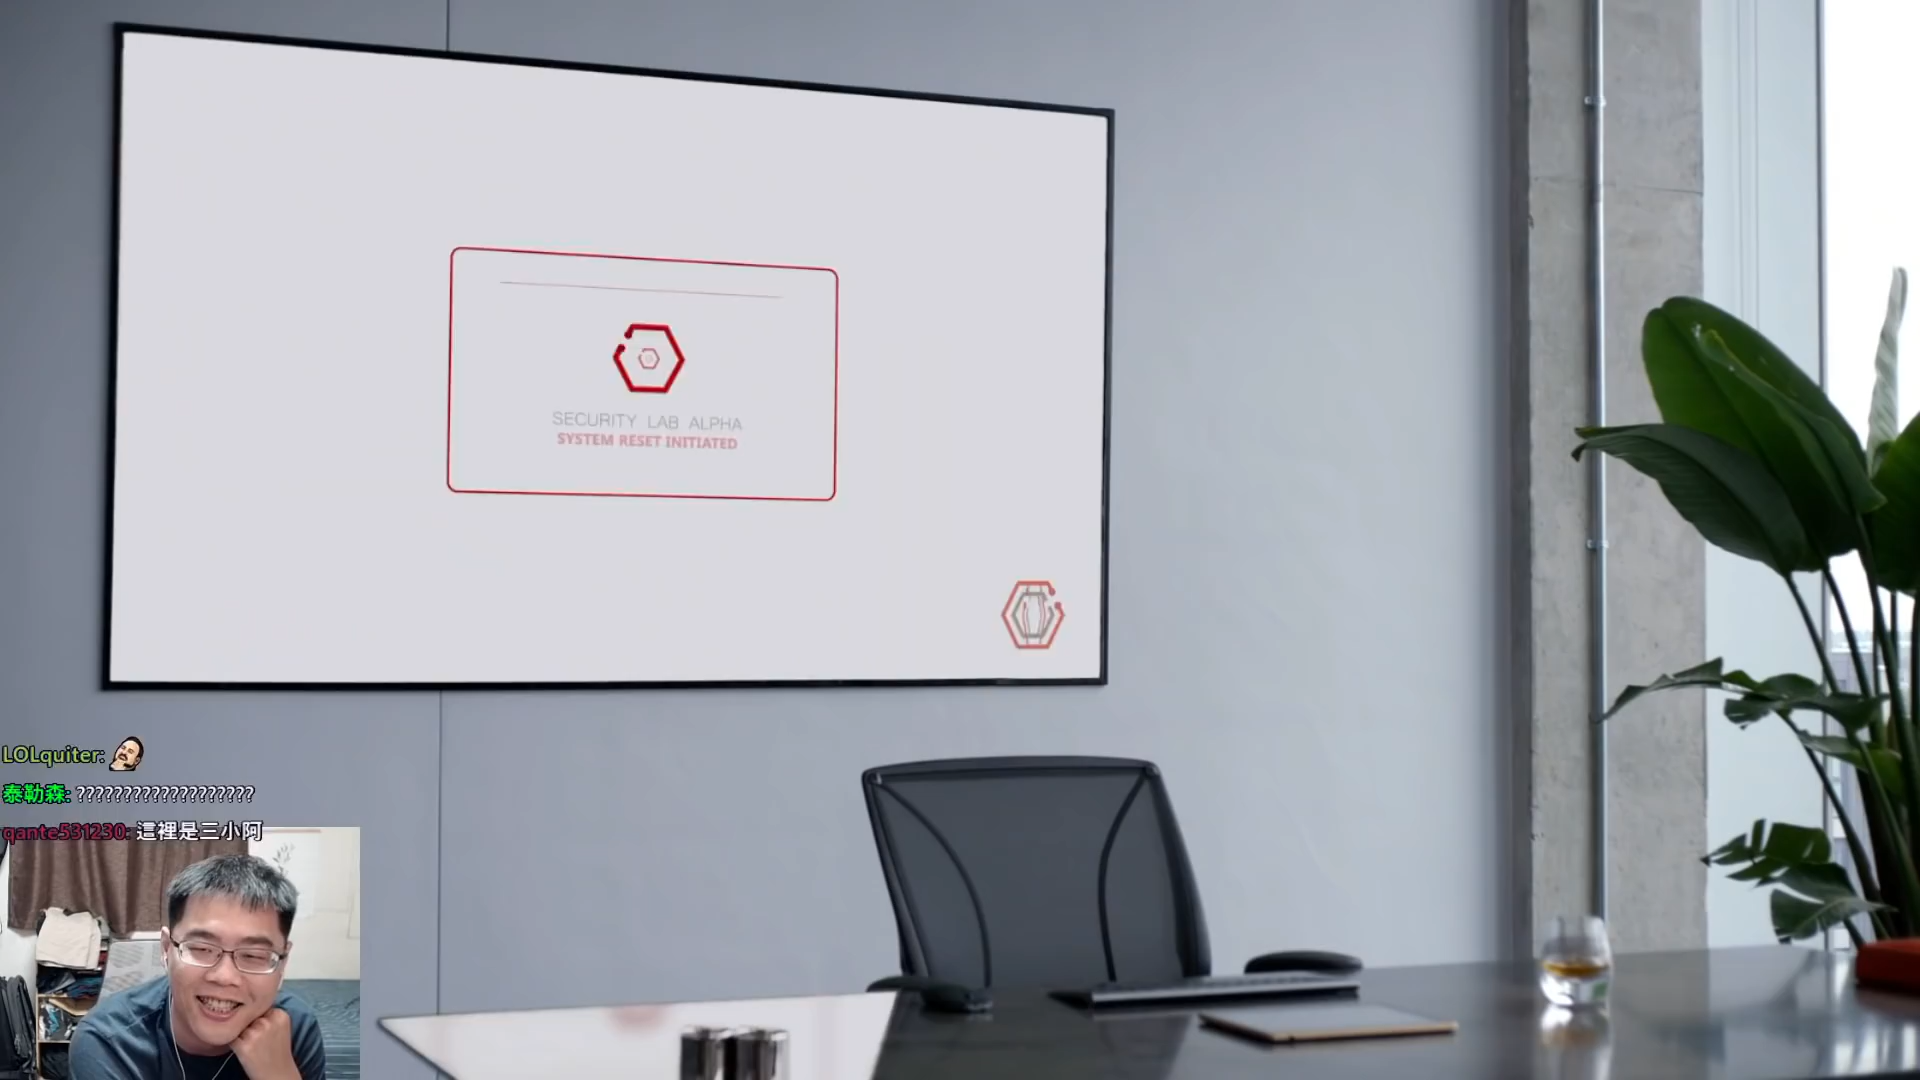 SECURITY LAB ALPHA
SYSTEM RESET INITIATED
LOLquiter:
泰勒森: ???????????????????
qante531230: 這裡是三小阿